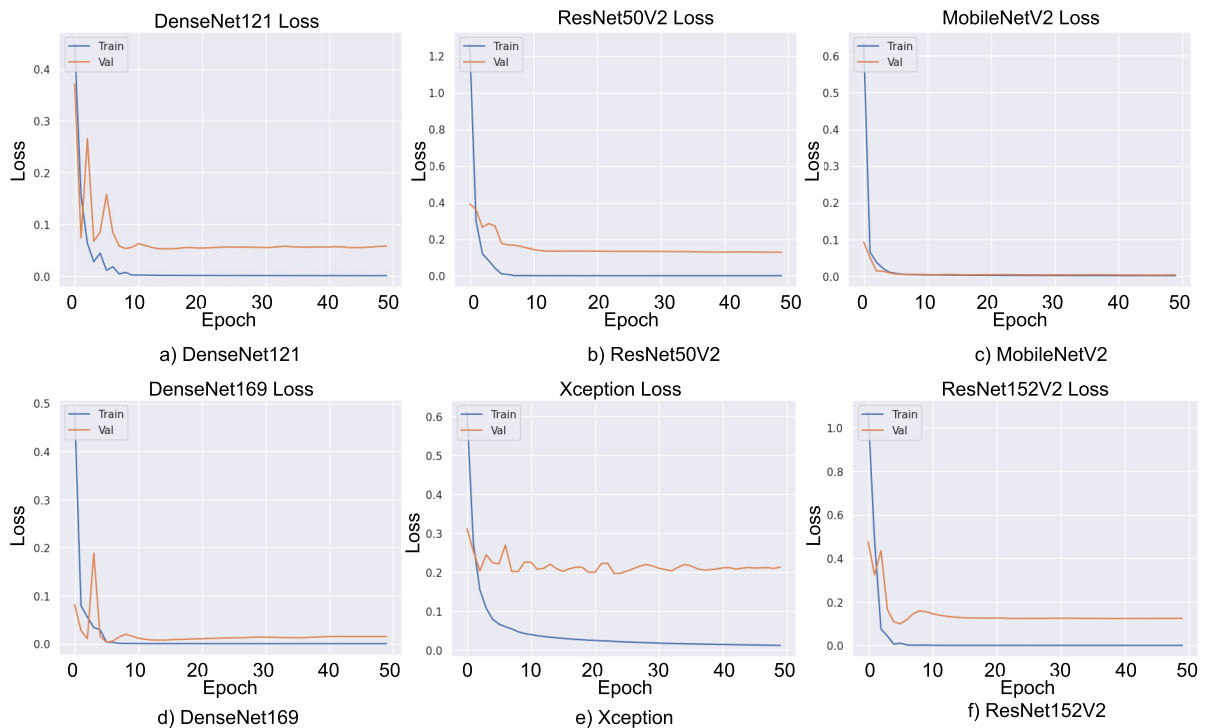 DenseNet121 Loss
Train
Val
0.4
0.3
0.2
0.1
0.0
Loss
0 10 20 30 40 50
Epoch
a) DenseNet121
ResNet50V2 Loss
Train
Val
1.2
1.0
0.8
0.6
0.4
0.2
0.0
Loss
0 10 20 30 40 50
Epoch
b) ResNet50V2
MobileNetV2 Loss
Train
Val
0.6
0.5
0.4
0.3
0.2
0.1
0.0
Loss
0 10 20 30 40 50
Epoch
c) MobileNetV2
DenseNet169 Loss
Train
Val
0.5
0.4
0.3
0.2
0.1
0.0
Loss
0 10 20 30 40 50
Epoch
d) DenseNet169
Xception Loss
Train
Val
0.6
0.5
0.4
0.3
0.2
0.1
0.0
Loss
0 10 20 30 40 50
Epoch
e) Xception
ResNet152V2 Loss
Train
Val
1.0
0.8
0.6
0.4
0.2
0.0
Loss
0 10 20 30 40 50
Epoch
f) ResNet152V2